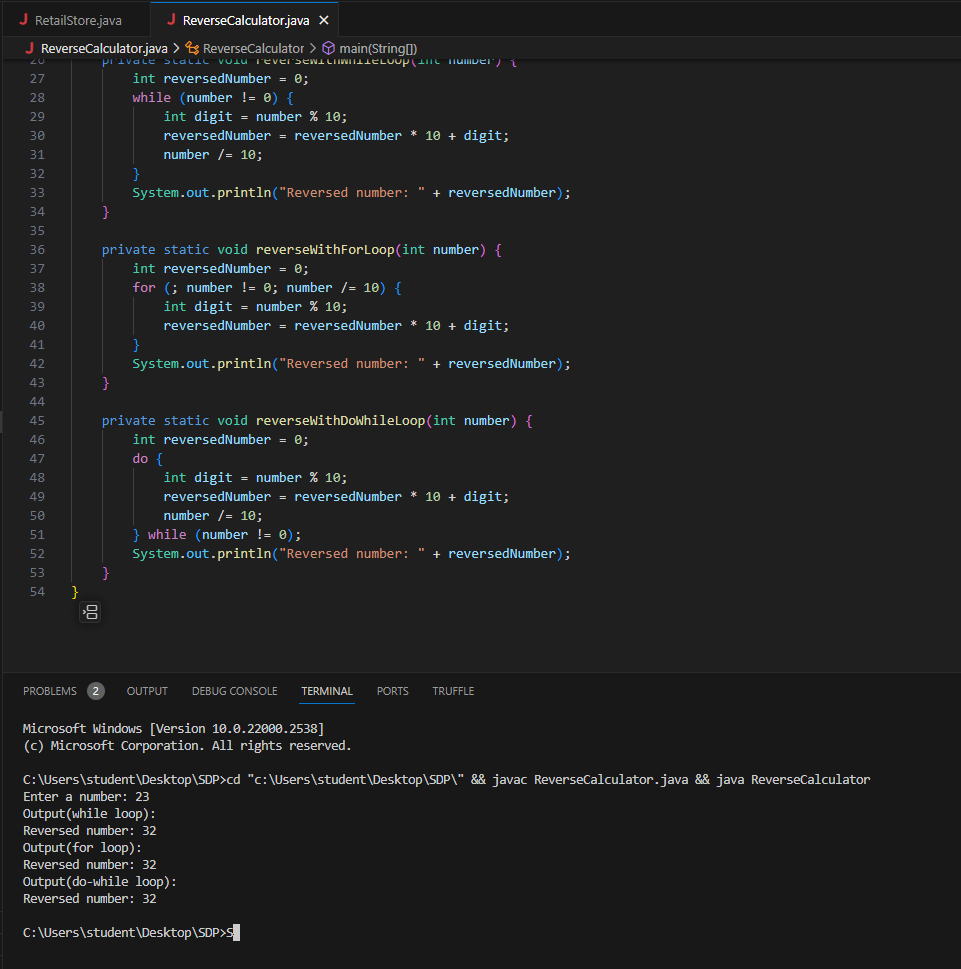 RetailStore.java
ReverseCalculator.java
ReverseCalculator.java > ReverseCalculator > main(String[])
26 private static void reverseWithWhileLoop(int number) {
27 int reversedNumber = 0;
28 while (number != 0) {
29 int digit = number % 10;
30 reversedNumber = reversedNumber * 10 + digit;
31 number /= 10;
32 }
33 System.out.println("Reversed number: " + reversedNumber);
34 }
35
36 private static void reverseWithForLoop(int number) {
37 int reversedNumber = 0;
38 for (; number != 0; number /= 10) {
39 int digit = number % 10;
40 reversedNumber = reversedNumber * 10 + digit;
41 }
42 System.out.println("Reversed number: " + reversedNumber);
43 }
44
45 private static void reverseWithDoWhileLoop(int number) {
46 int reversedNumber = 0;
47 do {
48 int digit = number % 10;
49 reversedNumber = reversedNumber * 10 + digit;
50 number /= 10;
51 } while (number != 0);
52 System.out.println("Reversed number: " + reversedNumber);
53 }
54 }
PROBLEMS 2 OUTPUT DEBUG CONSOLE TERMINAL PORTS TRUFFLE
Microsoft Windows [Version 10.0.22000.2538]
(c) Microsoft Corporation. All rights reserved.
C:\Users\student\Desktop\SDP>cd "c:\Users\student\Desktop\SDP\" && javac ReverseCalculator.java && java ReverseCalculator
Enter a number: 23
Output(while loop):
Reversed number: 32
Output(for loop):
Reversed number: 32
Output(do-while loop):
Reversed number: 32
C:\Users\student\Desktop\SDP>S